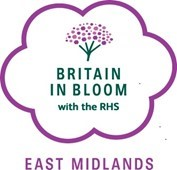 BRITAIN
IN BLOOM
with the RHS
EAST MIDLANDS